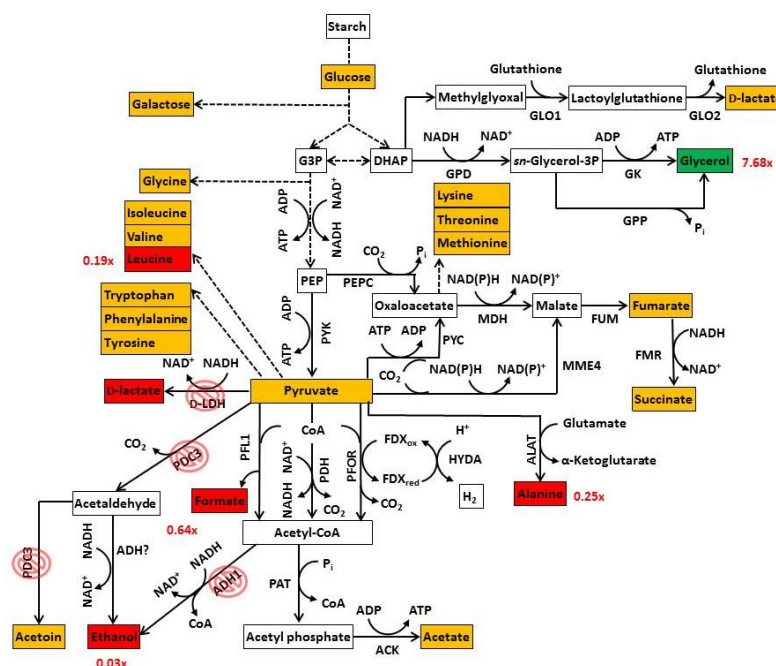 Starch
Glucose
Galactose
Methylglyoxal
Glutathione
GLO1
Lactoylglutathione
Glutathione
GLO2
D-lactate
G3P
DHAP
NADH
NAD+
GPD
sn-Glycerol-3P
ADP
ATP
GK
Glycerol
7.68x
GPP
Pi
Glycine
Isoleucine
Valine
Leucine
0.19x
ADP
ATP
NAD+
NADH
Lysine
Threonine
Methionine
Tryptophan
Phenylalanine
Tyrosine
PEP
CO2
Pi
PEPC
Oxaloacetate
NAD(P)H
NAD(P)+
MDH
Malate
FUM
Fumarate
NADH
NAD+
FMR
Succinate
ADP
ATP
PYK
ATP
ADP
PYC
CO2
NAD(P)H
NAD(P)+
MME4
NAD+
NADH
D-lactate
D-LDH
Pyruvate
CO2
PDC3
PFL1
CoA
NAD+
NADH
PDH
CO2
PFOR
FDXox
FDXred
CO2
H+
HYDA
H2
ALAT
Glutamate
α-Ketoglutarate
Alanine
0.25x
Formate
0.64x
Acetaldehyde
Acetyl-CoA
PDC3
NADH
NAD+
ADH?
NADH
NAD+
ADH1
CoA
PAT
Pi
CoA
Acetoin
Ethanol
0.03x
Acetyl phosphate
ADP
ATP
ACK
Acetate